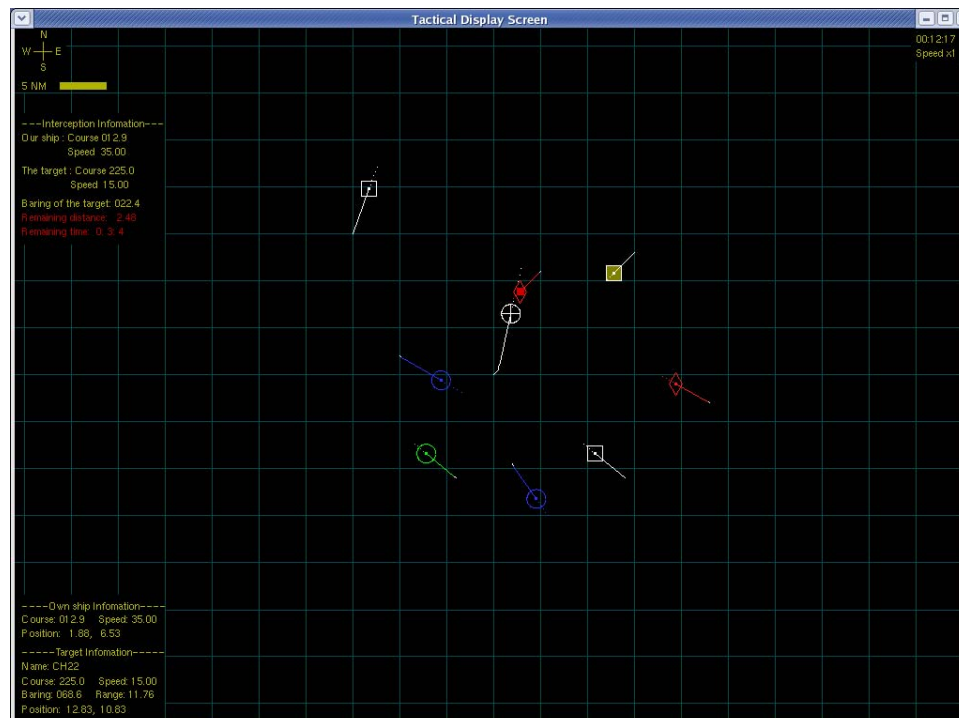 Tactical Display Screen
N
W E
S
5 NM
00:12:17
Speed x1
---Interception Infomation---
Our ship : Course 012.9
Speed 35.00
The target : Course 225.0
Speed 15.00
Baring of the target: 022.4
Remaining distance: 2.48
Remaining time: 0: 3: 4
----Own ship Infomation----
Course: 012.9 Speed: 35.00
Position: 1.88, 6.53
-----Target Infomation-----
Name: CH22
Course: 225.0 Speed: 15.00
Baring: 068.6 Range: 11.76
Position: 12.83, 10.83